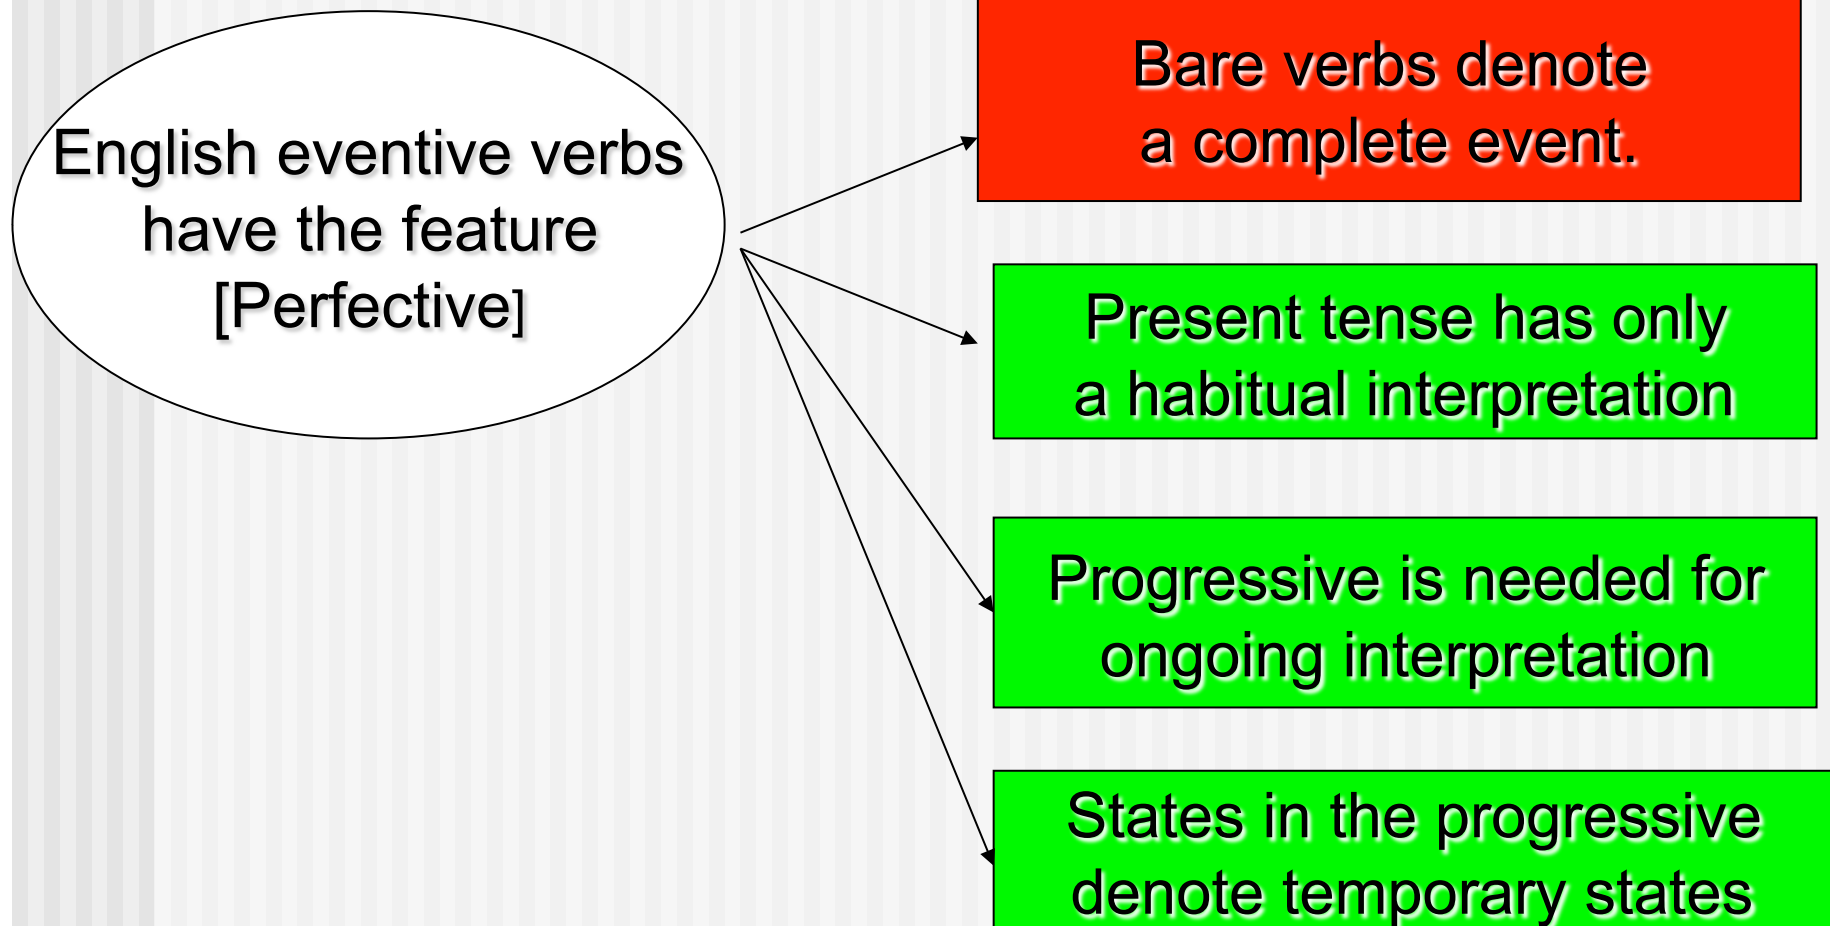 English eventive verbs
have the feature
[Perfective]
Bare verbs denote
a complete event.
Present tense has only
a habitual interpretation
Progressive is needed for
ongoing interpretation
States in the progressive
denote temporary states